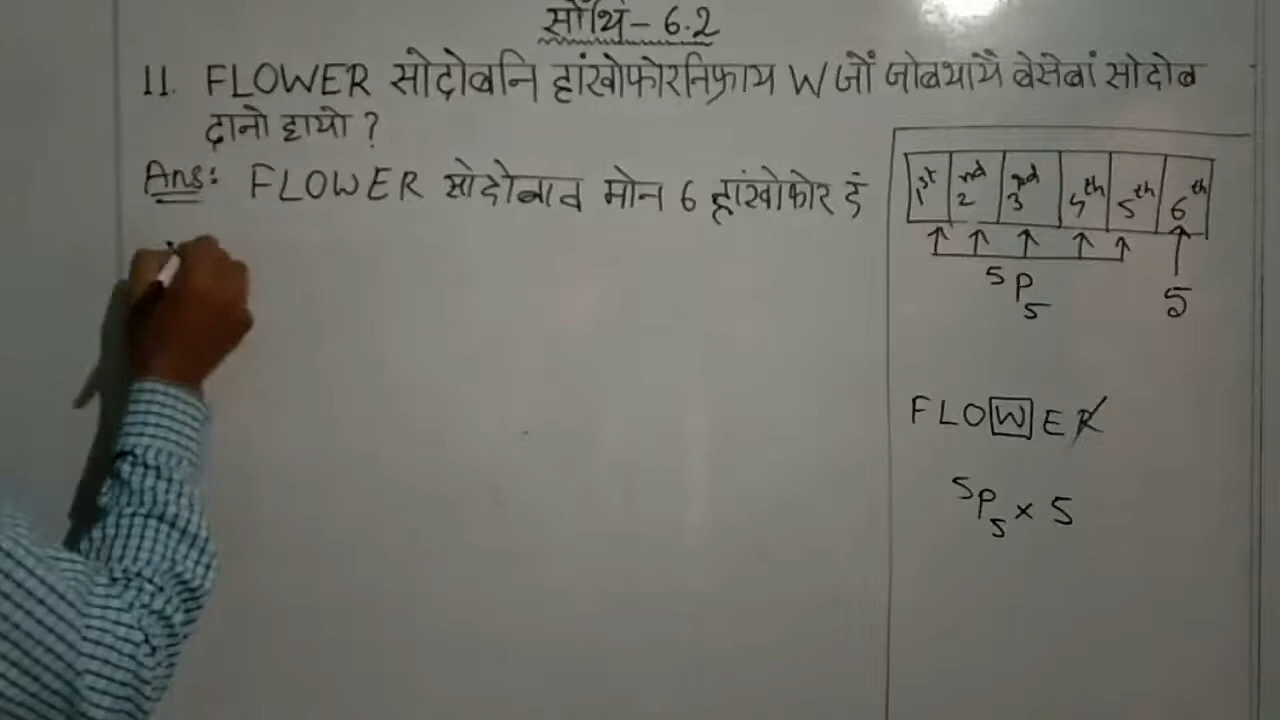 सोंथि - 6.2
11. FLOWER सोदोबनि हांखोफोरनिफ्राय W जों जोबथायै बेसेबां सोदोब
दानो हायो ?
Ans: FLOWER सोदोबाव मोन 6 हांखोफोर दं
1st 2nd 3rd 4th 5th 6th
5P5 5
FLOWER
5P5 × 5